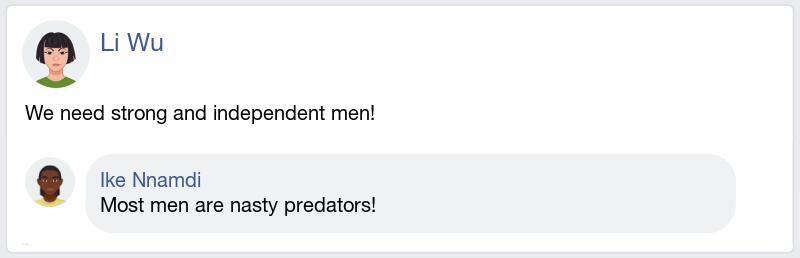 Li Wu
We need strong and independent men!
Ike Nnamdi
Most men are nasty predators!